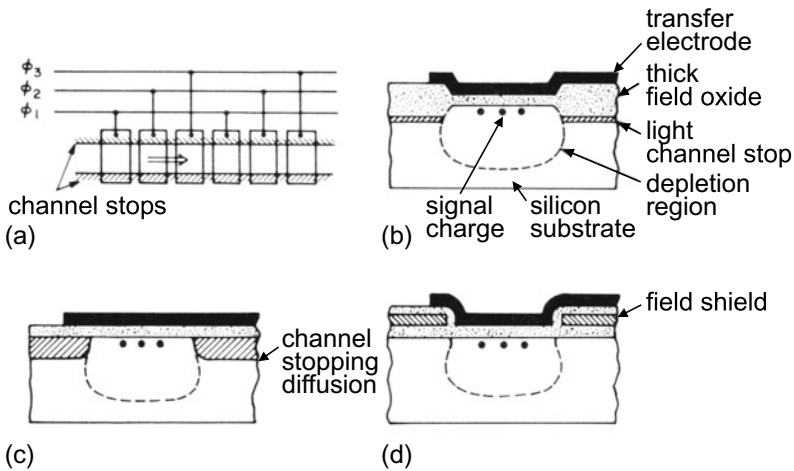 ϕ3
ϕ2
ϕ1
channel stops
(a)
transfer
electrode
thick
field oxide
light
channel stop
depletion
region
signal
charge
silicon
substrate
(b)
channel
stopping
diffusion
(c)
field shield
(d)